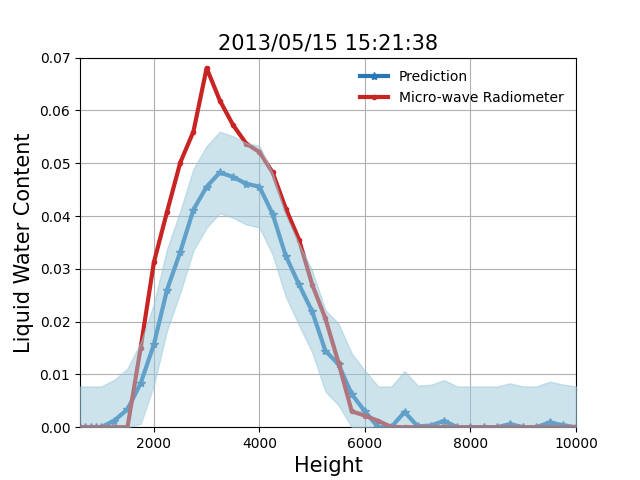 2013/05/15 15:21:38
Prediction
Micro-wave Radiometer
Liquid Water Content
0.07
0.06
0.05
0.04
0.03
0.02
0.01
0.00
2000 4000 6000 8000 10000
Height